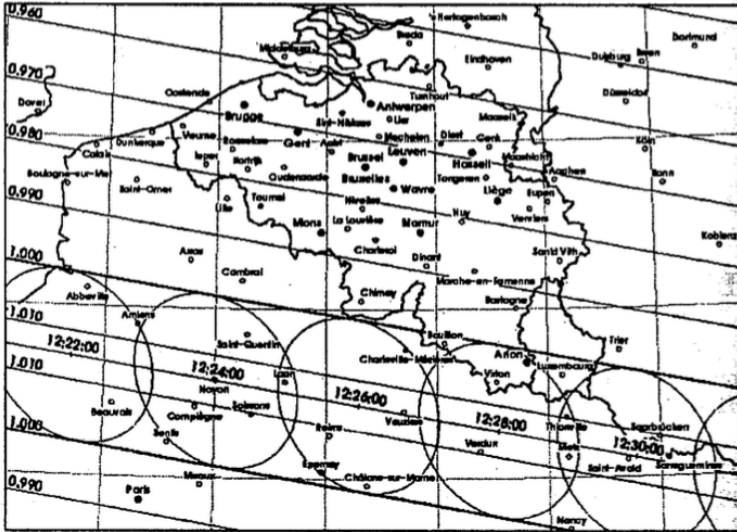 0.960
's Hertogenbosch
Breda
Dortmund
Middelburg
Eindhoven
Duisburg
Essen
0.970
Oostende
Turnhout
Düsseldorf
Dover
Brugge
Antwerpen
Sint-Niklaas
Lier
Maaseik
0.980
Dunkerque
Veurne
Gent
Mechelen
Diest
Genk
Calais
Roeselare
Aalst
Köln
Ieper
Kortrijk
Brussel
Leuven
Hasselt
Maastricht
Boulogne-sur-Mer
Oudenaarde
Bruxelles
Tongeren
Aachen
Bonn
Saint-Omer
Wavre
Liège
Eupen
0.990
Lille
Tournai
Nivelles
Verviers
Mons
La Louvière
Namur
Huy
Koblenz
Charleroi
1.000
Arras
Dinant
Sankt Vith
Cambrai
Marche-en-Famenne
Abbeville
Chimay
Bastogne
1.010
Amiens
Saint-Quentin
Bouillon
Trier
12:22:00
Charleville-Mézières
Arlon
1.010
12:24:00
Laon
Luxembourg
Noyon
12:26:00
Virton
Beauvais
Compiègne
Soissons
Vouziers
12:28:00
Thionville
1.000
Senlis
Reims
Verdun
Metz
12:30:00
Saarbrücken
Epernay
Saint-Avold
Sarreguemines
0.990
Meaux
Châlons-sur-Marne
Paris
Nancy